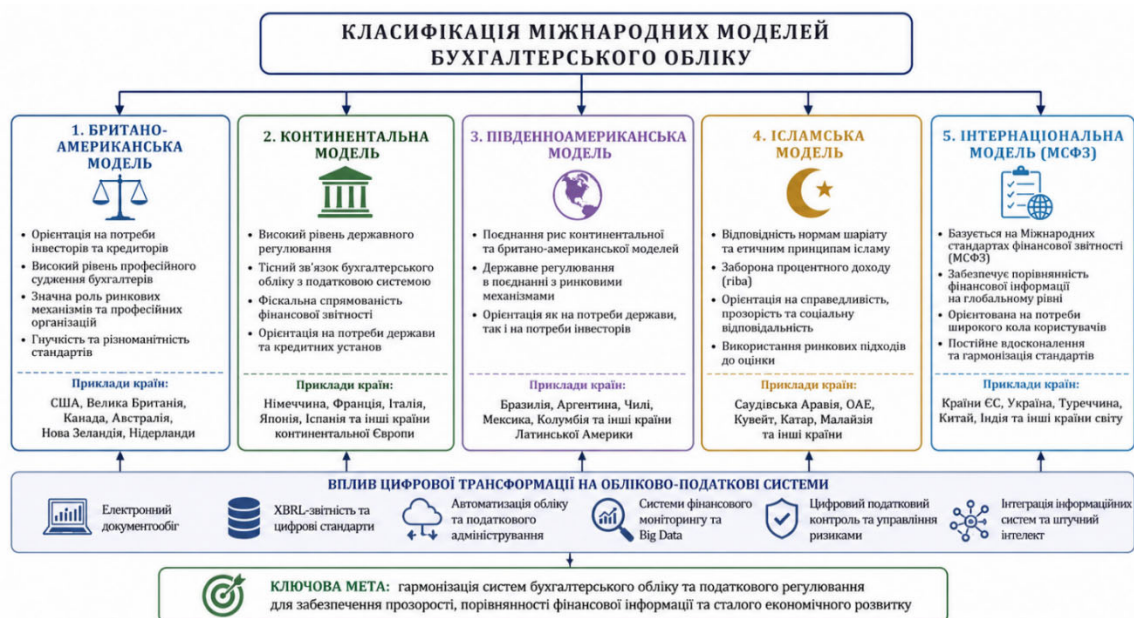 КЛАСИФІКАЦІЯ МІЖНАРОДНИХ МОДЕЛЕЙ
БУХГАЛТЕРСЬКОГО ОБЛІКУ
1. БРИТАНО-
АМЕРИКАНСЬКА
МОДЕЛЬ
• Орієнтація на потреби
інвесторів та кредиторів
• Високий рівень професійного
судження бухгалтерів
• Значна роль ринкових
механізмів та професійних
організацій
• Гнучкість та різноманітність
стандартів
Приклади країн:
США, Велика Британія,
Канада, Австралія,
Нова Зеландія, Нідерланди
2. КОНТИНЕНТАЛЬНА
МОДЕЛЬ
• Високий рівень державного
регулювання
• Тісний зв'язок бухгалтерського
обліку з податковою системою
• Фіскальна спрямованість
фінансової звітності
• Орієнтація на потреби держави
та кредитних установ
Приклади країн:
Німеччина, Франція, Італія,
Японія, Іспанія та інші країни
континентальної Європи
3. ПІВДЕННОАМЕРИКАНСЬКА
МОДЕЛЬ
• Поєднання рис континентальної
та британо-американської моделей
• Державне регулювання
в поєднанні з ринковими
механізмами
• Орієнтація як на потреби держави,
так і на потреби інвесторів
Приклади країн:
Бразилія, Аргентина, Чилі,
Мексика, Колумбія та інші країни
Латинської Америки
4. ІСЛАМСЬКА
МОДЕЛЬ
• Відповідність нормам шаріату
та етичним принципам ісламу
• Заборона процентного доходу
(riba)
• Орієнтація на справедливість,
прозорість та соціальну
відповідальність
• Використання ринкових підходів
до оцінки
Приклади країн:
Саудівська Аравія, ОАЕ,
Кувейт, Катар, Малайзія
та інші країни
5. ІНТЕРНАЦІОНАЛЬНА
МОДЕЛЬ (МСФЗ)
• Базується на Міжнародних
стандартах фінансової звітності
(МСФЗ)
• Забезпечує порівнянність
фінансової інформації
на глобальному рівні
• Орієнтована на потреби
широкого кола користувачів
• Постійне вдосконалення
та гармонізація стандартів
Приклади країн:
Країни ЄС, Україна, Туреччина,
Китай, Індія та інші країни світу
ВПЛИВ ЦИФРОВОЇ ТРАНСФОРМАЦІЇ НА ОБЛІКОВО-ПОДАТКОВІ СИСТЕМИ
Електронний
документообіг
XBRL-звітність та
цифрові стандарти
Автоматизація обліку
та податкового
адміністрування
Системи фінансового
моніторингу та
Big Data
Цифровий податковий
контроль та управління
ризиками
Інтеграція інформаційних
систем та штучний
інтелект
КЛЮЧОВА МЕТА: гармонізація систем бухгалтерського обліку та податкового регулювання
для забезпечення прозорості, порівнянності фінансової інформації та сталого економічного розвитку